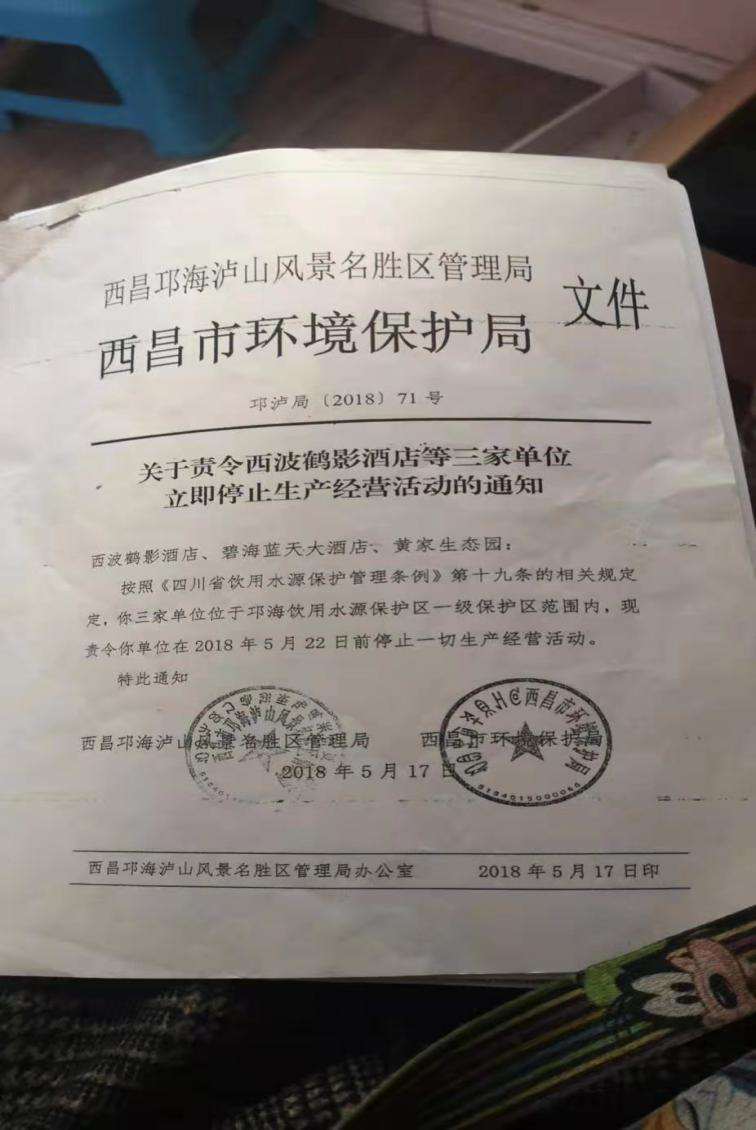 西昌邛海泸山风景名胜区管理局
文件
西昌市环境保护局
邛泸局〔2018〕71号
关于责令西波鹤影酒店等三家单位
立即停止生产经营活动的通知
西波鹤影酒店、碧海蓝天大酒店、黄家生态园：
按照《四川省饮用水源保护管理条例》第十九条的相关规定
定，你三家单位位于邛海饮用水源保护区一级保护区范围内，现
责令你单位在2018年5月22日前停止一切生产经营活动。
特此通知
西昌邛海泸山风景名胜区管理局 西昌市环境保护局
2018年5月17日
西昌市环境保护局
西昌邛海泸山风景名胜区管理局办公室 2018年5月17日印